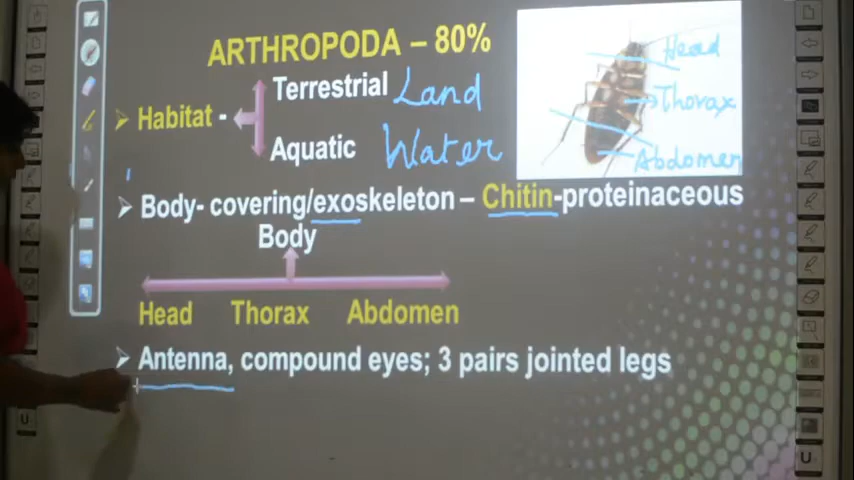 ARTHROPODA – 80%
Head
Terrestrial Land
Habitat -
Thorax
Aquatic Water
Abdomen
Body- covering/exoskeleton – Chitin-proteinaceous
Body
Head Thorax Abdomen
Antenna, compound eyes; 3 pairs jointed legs